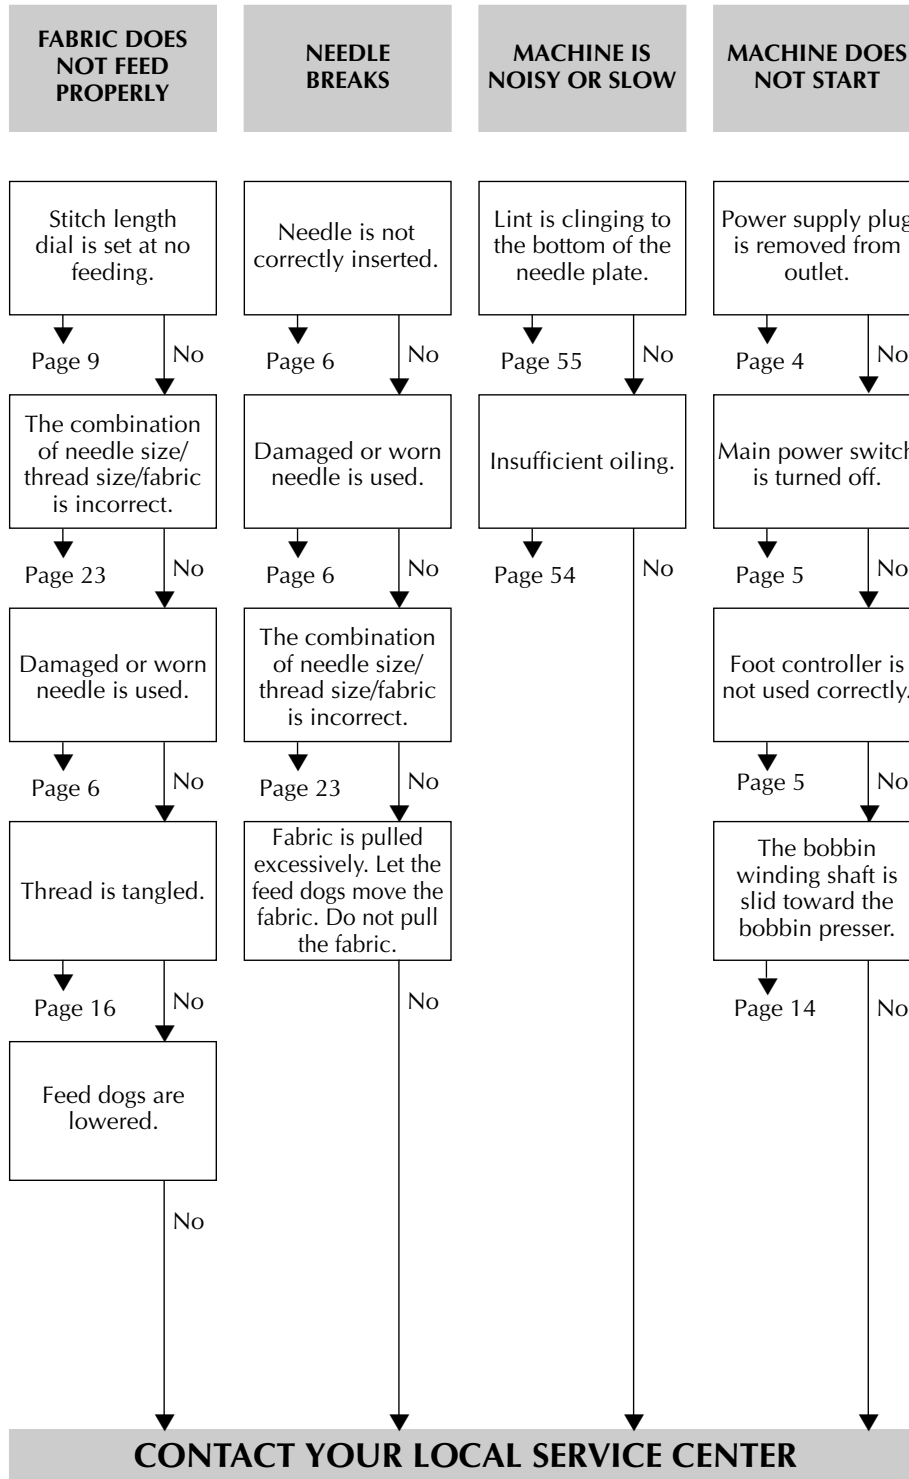 FABRIC DOES
NOT FEED
PROPERLY
Stitch length
dial is set at no
feeding.
Page 9
No
The combination
of needle size/
thread size/fabric
is incorrect.
Page 23
No
Damaged or worn
needle is used.
Page 6
No
Thread is tangled.
Page 16
No
Feed dogs are
lowered.
No
NEEDLE
BREAKS
Needle is not
correctly inserted.
Page 6
No
Damaged or worn
needle is used.
Page 6
No
The combination
of needle size/
thread size/fabric
is incorrect.
Page 23
No
Fabric is pulled
excessively. Let the
feed dogs move the
fabric. Do not pull
the fabric.
No
MACHINE IS
NOISY OR SLOW
Lint is clinging to
the bottom of the
needle plate.
Page 55
No
Insufficient oiling.
Page 54
No
MACHINE DOES
NOT START
Power supply plug
is removed from
outlet.
Page 4
No
Main power switch
is turned off.
Page 5
No
Foot controller is
not used correctly.
Page 5
No
The bobbin
winding shaft is
slid toward the
bobbin presser.
Page 14
No
CONTACT YOUR LOCAL SERVICE CENTER